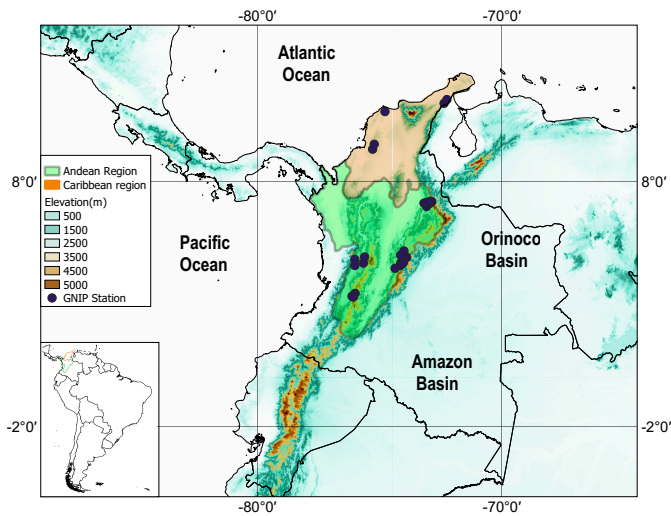 -80°0′ -70°0′
Atlantic
Ocean
8°0′ 8°0′
Andean Region
Caribbean region
Elevation(m)
500
1500
2500
3500
4500
5000
GNIP Station
Pacific
Ocean
Orinoco
Basin
Amazon
Basin
-2°0′ -2°0′
-80°0′ -70°0′